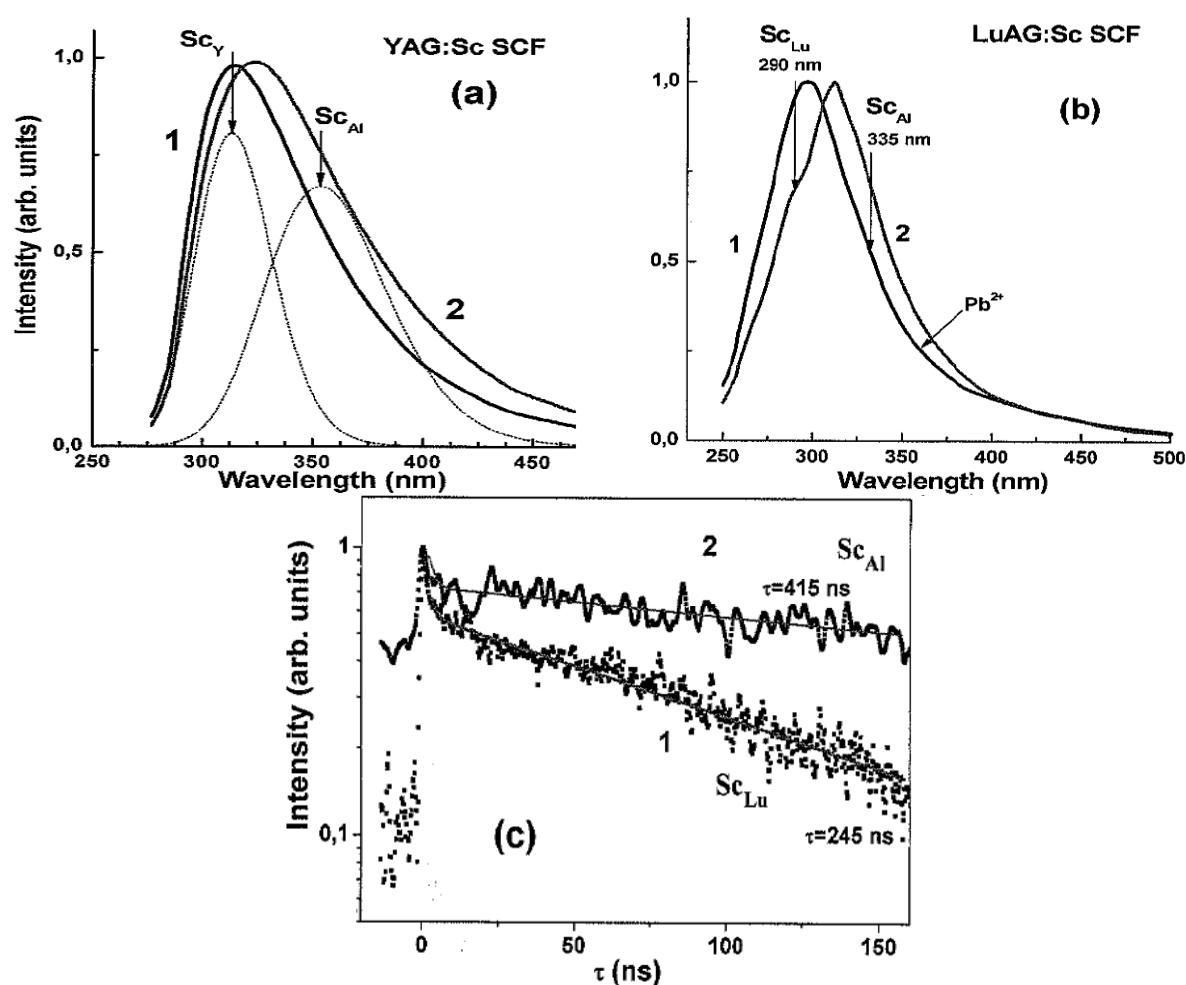 YAG:Sc SCF
(a)
Sc_Y
Sc_Al
1
2
1,0
0,5
0,0
250 300 350 400 450
Wavelength (nm)
Intensity (arb. units)
LuAG:Sc SCF
(b)
Sc_Lu
290 nm
Sc_Al
335 nm
1
2
Pb²⁺
1,0
0,5
0,0
250 300 350 400 450 500
Wavelength (nm)
2
Sc_Al
τ=415 ns
1
Sc_Lu
τ=245 ns
(c)
1
0,1
0 50 100 150
τ (ns)
Intensity (arb. units)